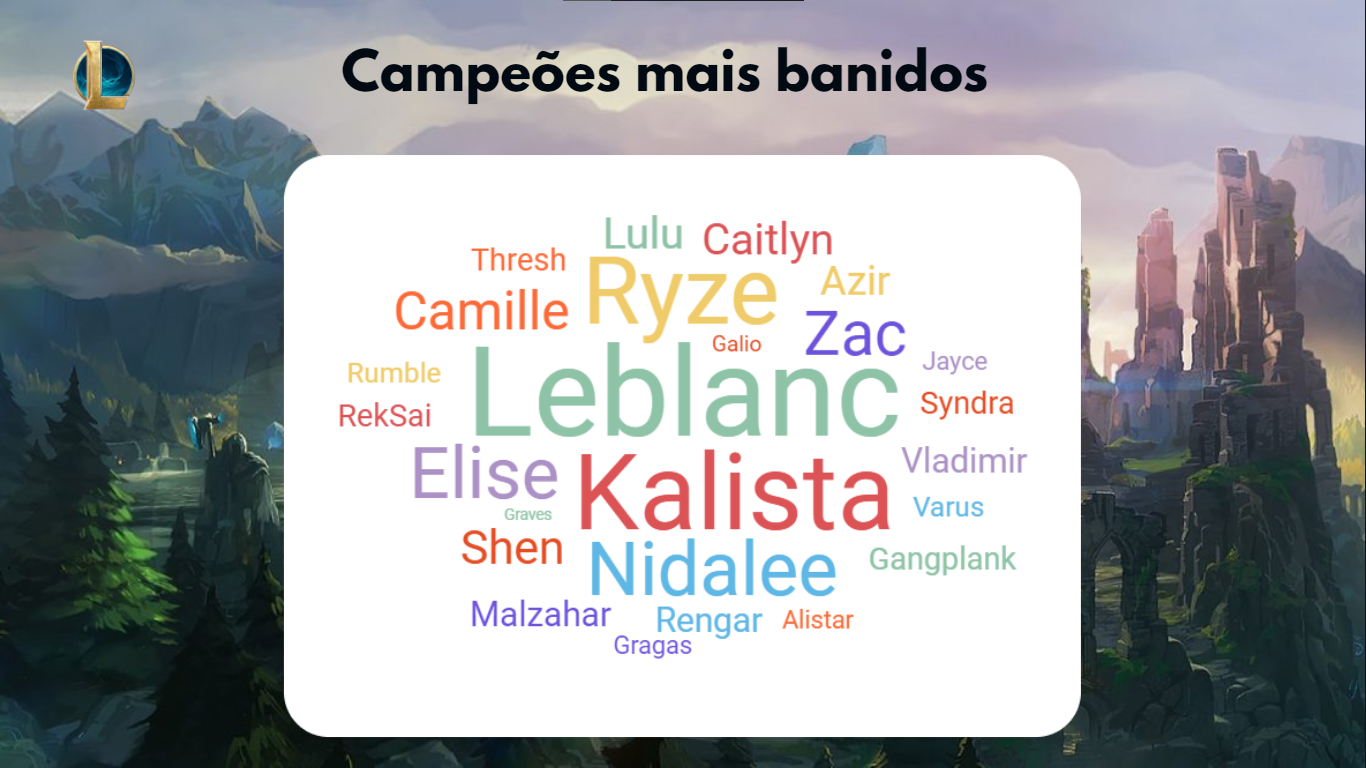 Campeões mais banidos
Lulu
Caitlyn
Thresh
Ryze
Azir
Camille
Zac
Galio
Jayce
Rumble
Leblanc
Syndra
RekSai
Elise
Kalista
Vladimir
Varus
Graves
Shen
Nidalee
Gangplank
Malzahar
Rengar
Alistar
Gragas